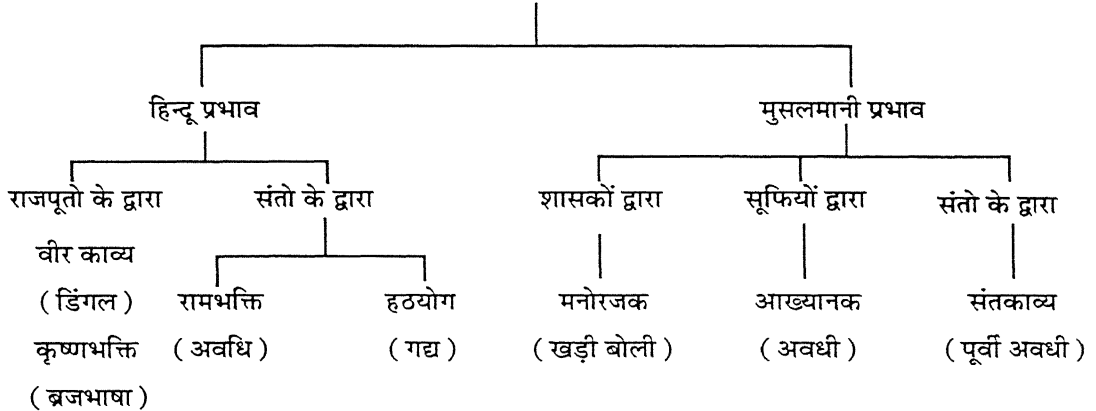 हिन्दू प्रभाव मुसलमानी प्रभाव
राजपूतो के द्वारा संतो के द्वारा शासकों द्वारा सूफियों द्वारा संतो के द्वारा
वीर काव्य
( डिंगल ) रामभक्ति हठयोग मनोरजक आख्यानक संतकाव्य
कृष्णभक्ति ( अवधि ) ( गद्य ) ( खड़ी बोली ) ( अवधी ) ( पूर्वी अवधी )
( ब्रजभाषा )